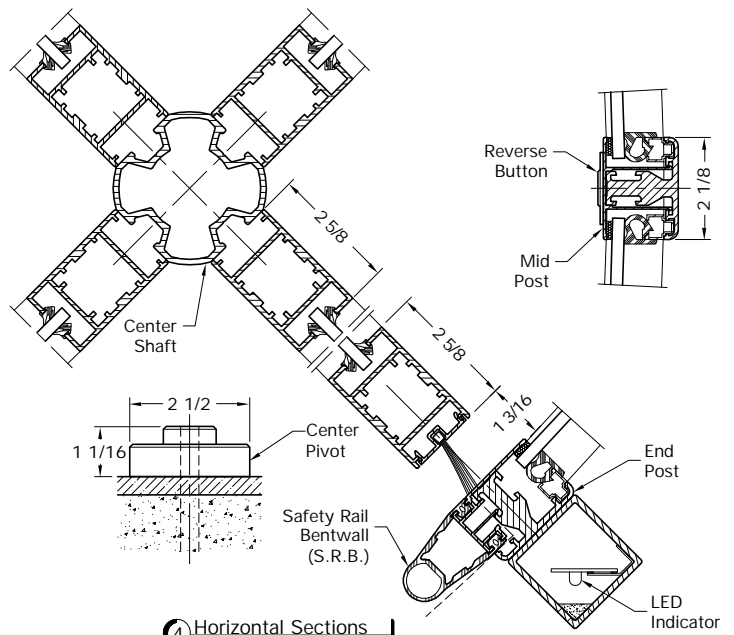 Reverse
Button
2 1/8
Mid
Post
2 5/8
Center
Shaft
2 5/8
2 1/2
1 1/16
Center
Pivot
1 3/16
End
Post
Safety Rail
Bentwall
(S.R.B.)
LED
Indicator
4 Horizontal Sections